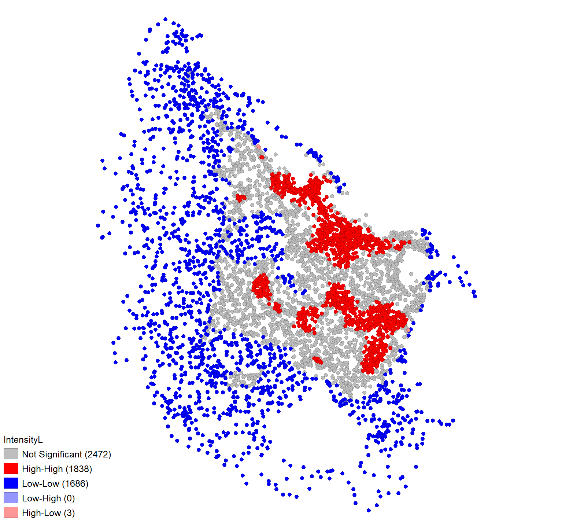 IntensityL
Not Significant (2472)
High-High (1838)
Low-Low (1686)
Low-High (0)
High-Low (3)